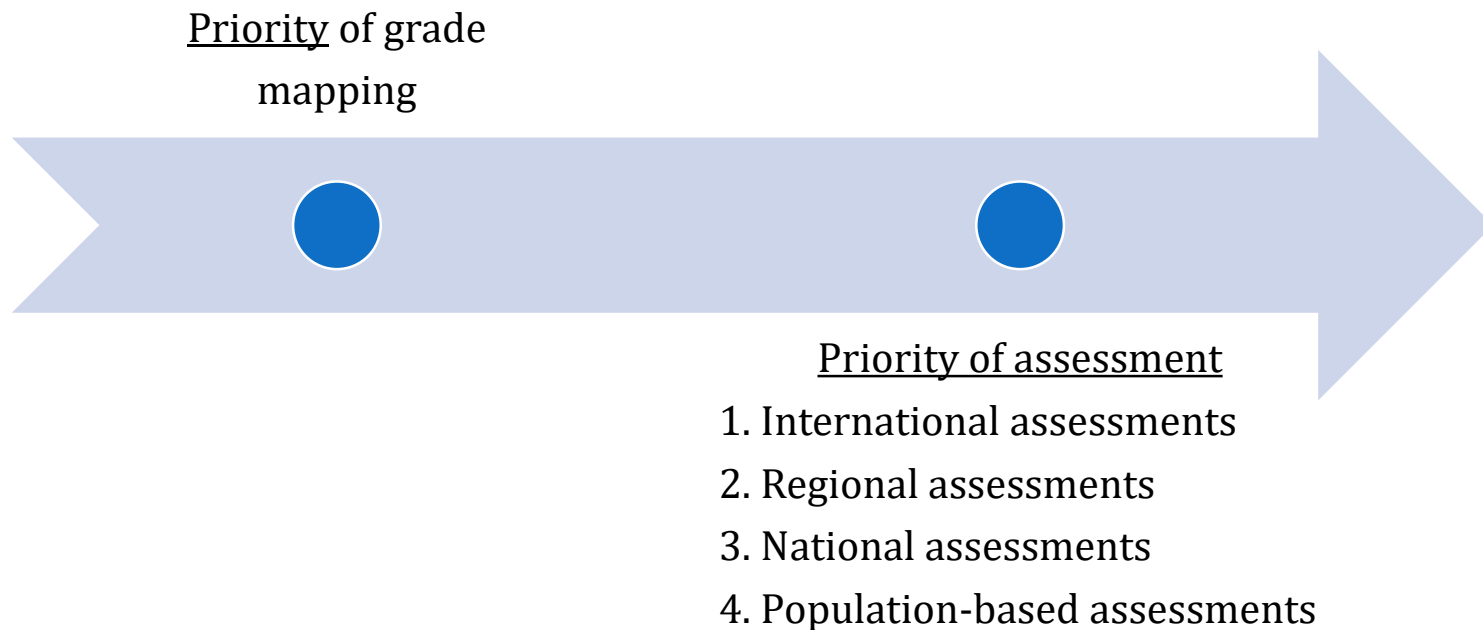 Priority of grade
mapping
Priority of assessment
1. International assessments
2. Regional assessments
3. National assessments
4. Population-based assessments